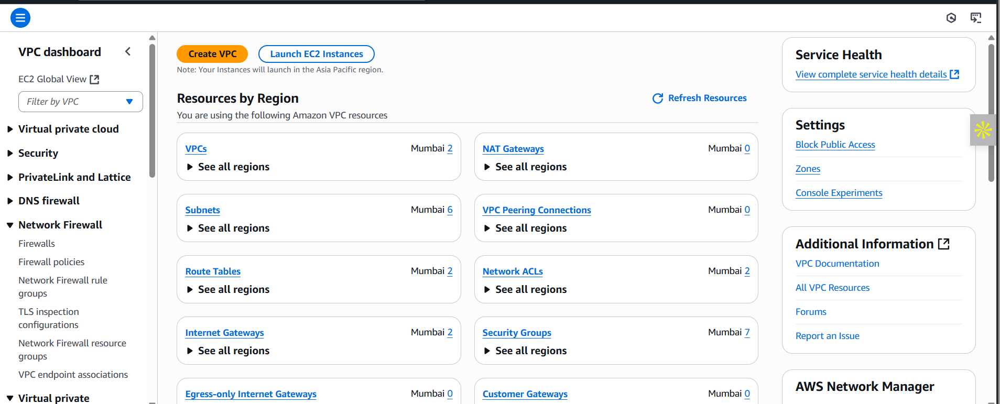 VPC dashboard
EC2 Global View
Filter by VPC
Virtual private cloud
Security
PrivateLink and Lattice
DNS firewall
Network Firewall
Firewalls
Firewall policies
Network Firewall rule
groups
TLS inspection
configurations
Network Firewall resource
groups
VPC endpoint associations
Virtual private
Create VPC
Launch EC2 Instances
Note: Your Instances will launch in the Asia Pacific region.
Resources by Region
Refresh Resources
You are using the following Amazon VPC resources
VPCs Mumbai 2
See all regions
NAT Gateways Mumbai 0
See all regions
Subnets Mumbai 6
See all regions
VPC Peering Connections Mumbai 0
See all regions
Route Tables Mumbai 2
See all regions
Network ACLs Mumbai 2
See all regions
Internet Gateways Mumbai 2
See all regions
Security Groups Mumbai 7
See all regions
Egress-only Internet Gateways Mumbai 0
Customer Gateways Mumbai 0
Service Health
View complete service health details
Settings
Block Public Access
Zones
Console Experiments
Additional Information
VPC Documentation
All VPC Resources
Forums
Report an Issue
AWS Network Manager